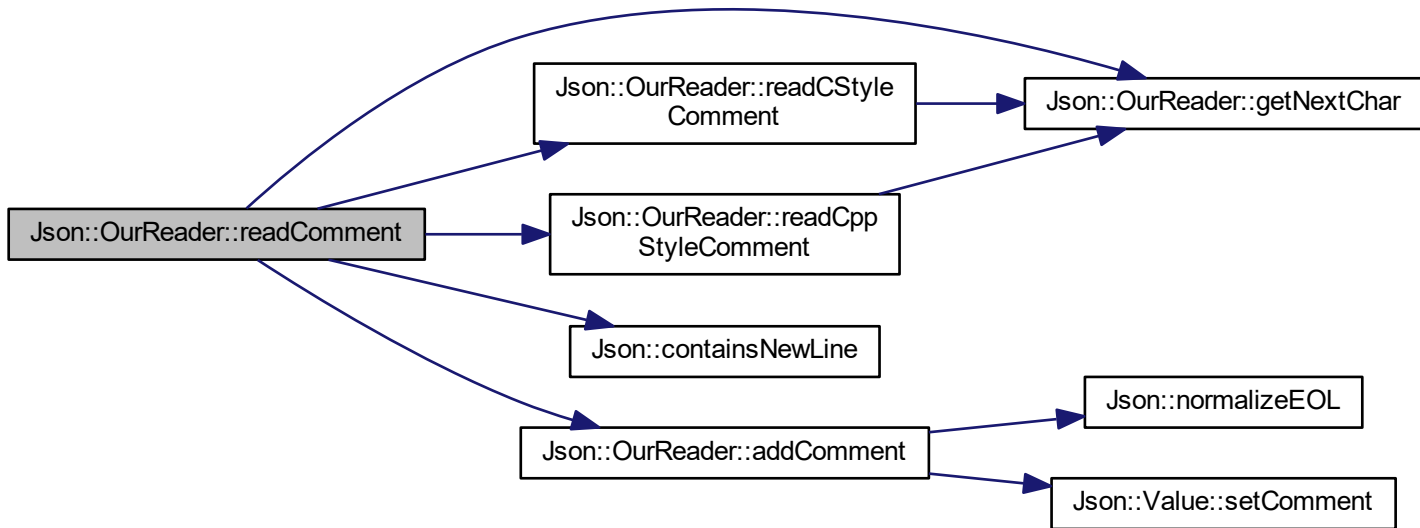 Json::OurReader::readCStyle
Comment
Json::OurReader::getNextChar
Json::OurReader::readComment
Json::OurReader::readCpp
StyleComment
Json::containsNewLine
Json::normalizeEOL
Json::OurReader::addComment
Json::Value::setComment